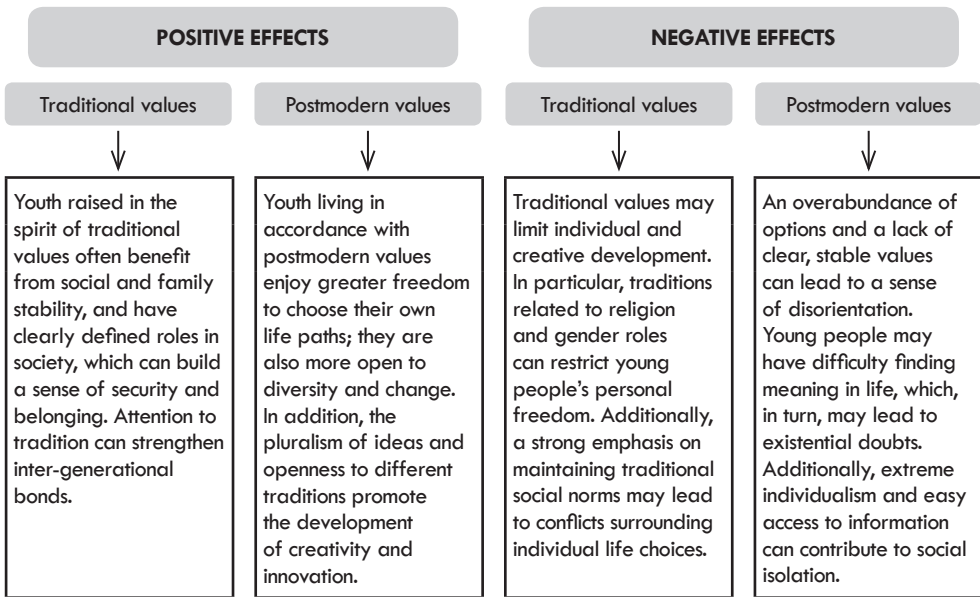 POSITIVE EFFECTS
NEGATIVE EFFECTS
Traditional values
Postmodern values
Traditional values
Postmodern values
Youth raised in the
spirit of traditional
values often benefit
from social and family
stability, and have
clearly defined roles in
society, which can build
a sense of security and
belonging. Attention to
tradition can strengthen
inter-generational
bonds.
Youth living in
accordance with
postmodern values
enjoy greater freedom
to choose their own
life paths; they are
also more open to
diversity and change.
In addition, the
pluralism of ideas and
openness to different
traditions promote
the development
of creativity and
innovation.
Traditional values may
limit individual and
creative development.
In particular, traditions
related to religion
and gender roles
can restrict young
people’s personal
freedom. Additionally,
a strong emphasis on
maintaining traditional
social norms may lead
to conflicts surrounding
individual life choices.
An overabundance of
options and a lack of
clear, stable values
can lead to a sense
of disorientation.
Young people may
have difficulty finding
meaning in life, which,
in turn, may lead to
existential doubts.
Additionally, extreme
individualism and easy
access to information
can contribute to social
isolation.